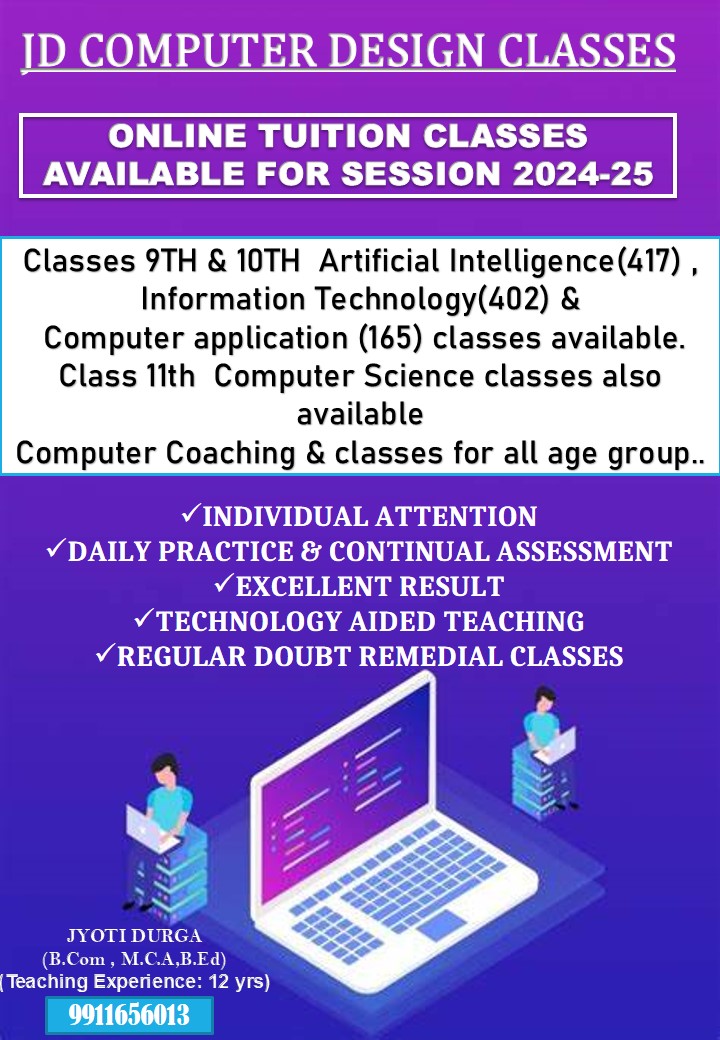 JD COMPUTER DESIGN CLASSES
ONLINE TUITION CLASSES
AVAILABLE FOR SESSION 2024-25
Classes 9TH & 10TH Artificial Intelligence(417) ,
Information Technology(402) &
Computer application (165) classes available.
Class 11th Computer Science classes also
available
Computer Coaching & classes for all age group..
✓INDIVIDUAL ATTENTION
✓DAILY PRACTICE & CONTINUAL ASSESSMENT
✓EXCELLENT RESULT
✓TECHNOLOGY AIDED TEACHING
✓REGULAR DOUBT REMEDIAL CLASSES
JYOTI DURGA
(B.Com , M.C.A,B.Ed)
(Teaching Experience: 12 yrs)
9911656013